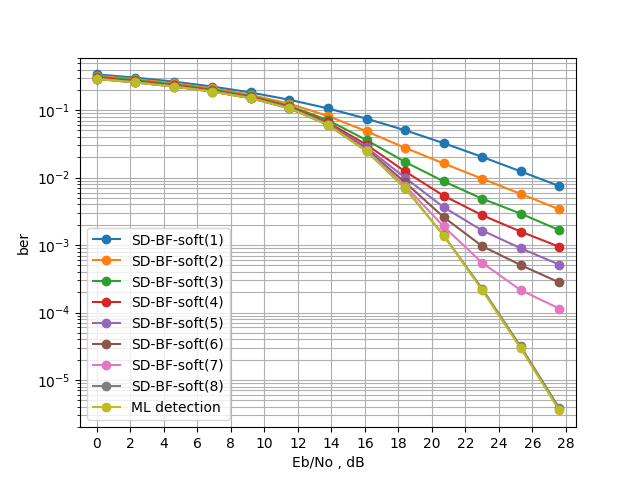 10⁻¹
10⁻²
10⁻³
10⁻⁴
10⁻⁵
ber
SD-BF-soft(1)
SD-BF-soft(2)
SD-BF-soft(3)
SD-BF-soft(4)
SD-BF-soft(5)
SD-BF-soft(6)
SD-BF-soft(7)
SD-BF-soft(8)
ML detection
0 2 4 6 8 10 12 14 16 18 20 22 24 26 28
Eb/No , dB